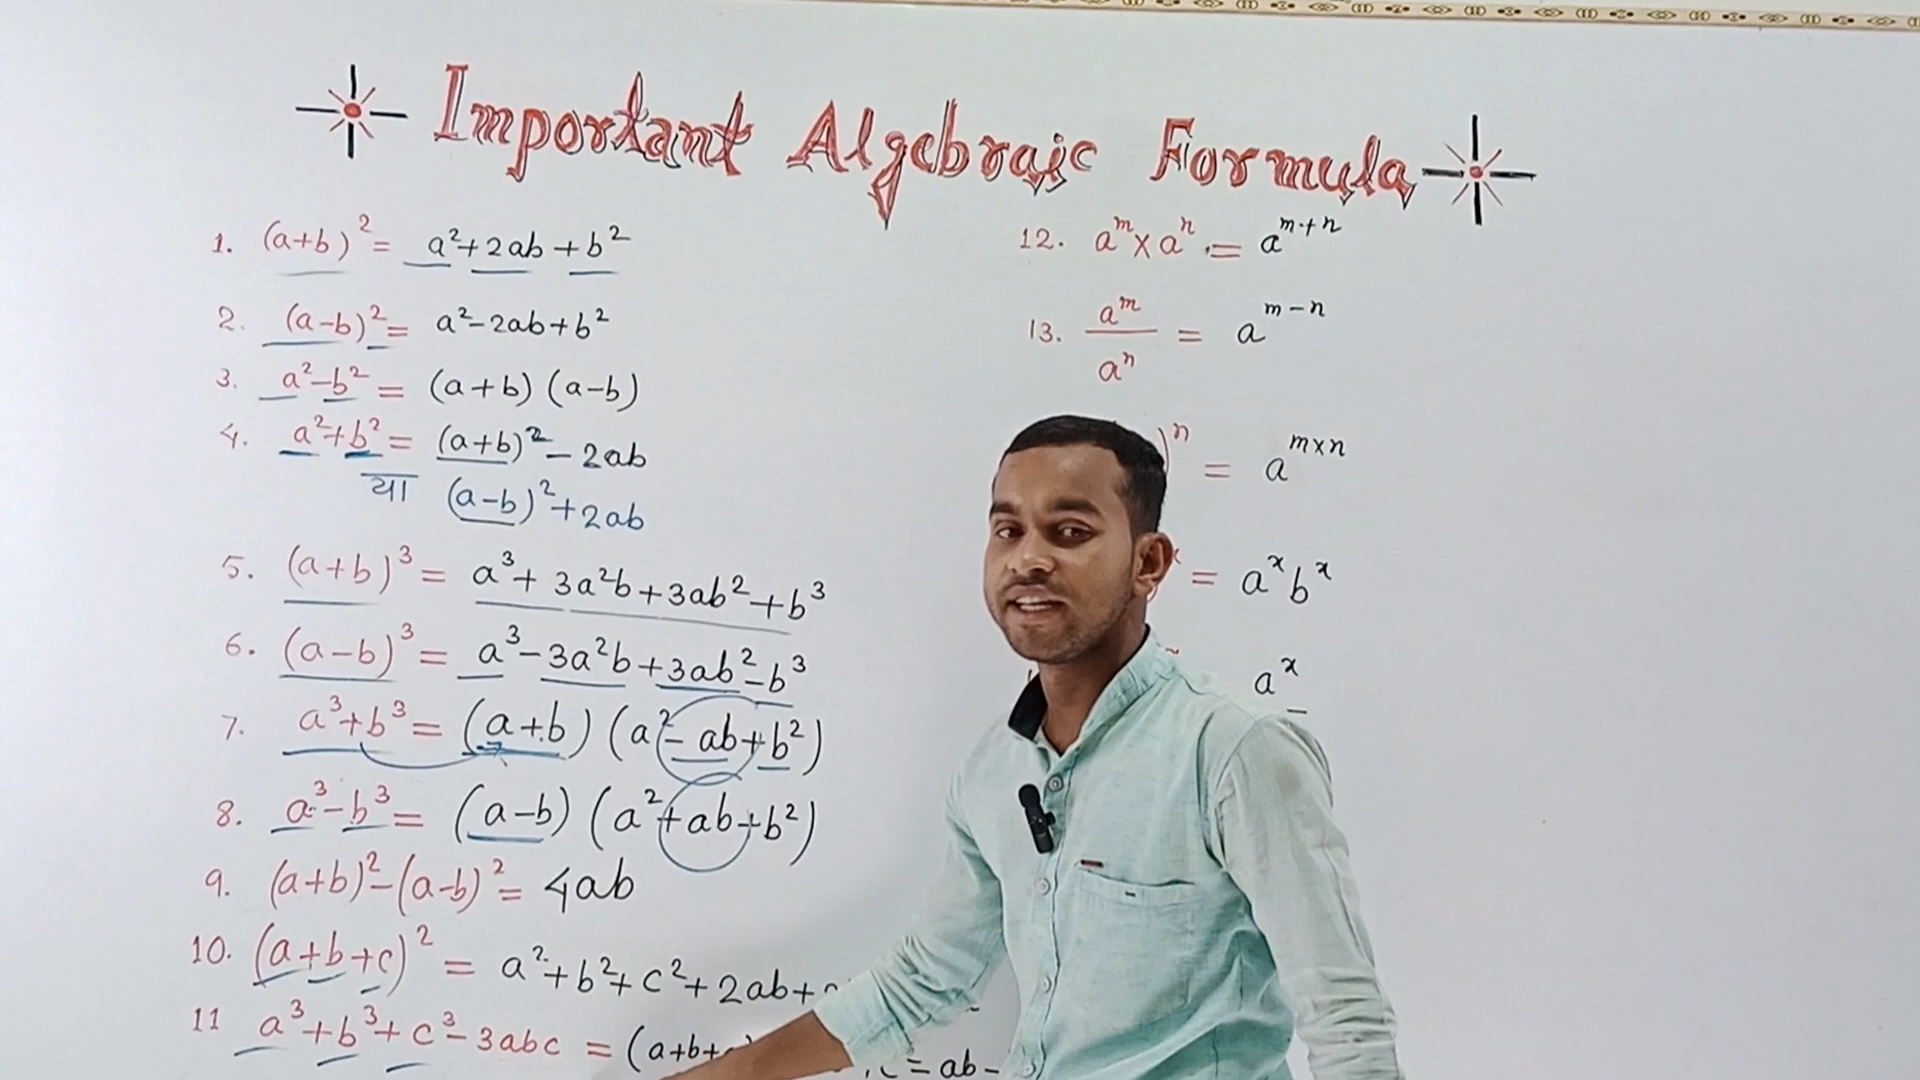 Important Algebraic Formula
1. (a+b)² = a²+2ab+b²
2. (a-b)² = a²-2ab+b²
3. a²-b² = (a+b) (a-b)
4. a²+b² = (a+b)² - 2ab
या (a-b)²+2ab
5. (a+b)³ = a³+3a²b+3ab²+b³
6. (a-b)³ = a³-3a²b+3ab²-b³
7. a³+b³ = (a+b) (a²-ab+b²)
8. a³-b³ = (a-b) (a²+ab+b²)
9. (a+b)²-(a-b)² = 4ab
10. (a+b+c)² = a²+b²+c²+2ab+
11 a³+b³+c³-3abc = (a+b+ ab-
12. aᵐ×aⁿ = aᵐ⁺ⁿ
13. aᵐ/aⁿ = aᵐ⁻ⁿ
)ⁿ = aᵐˣⁿ
= aˣbˣ
aˣ